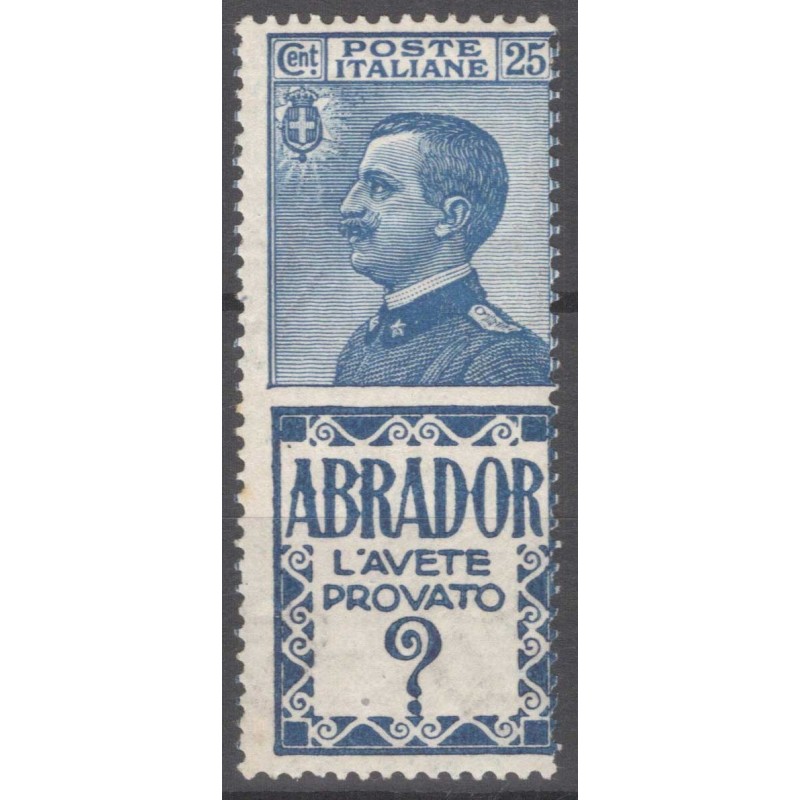 Cent. POSTE ITALIANE 25
ABRADOR
L'AVETE
PROVATO
?